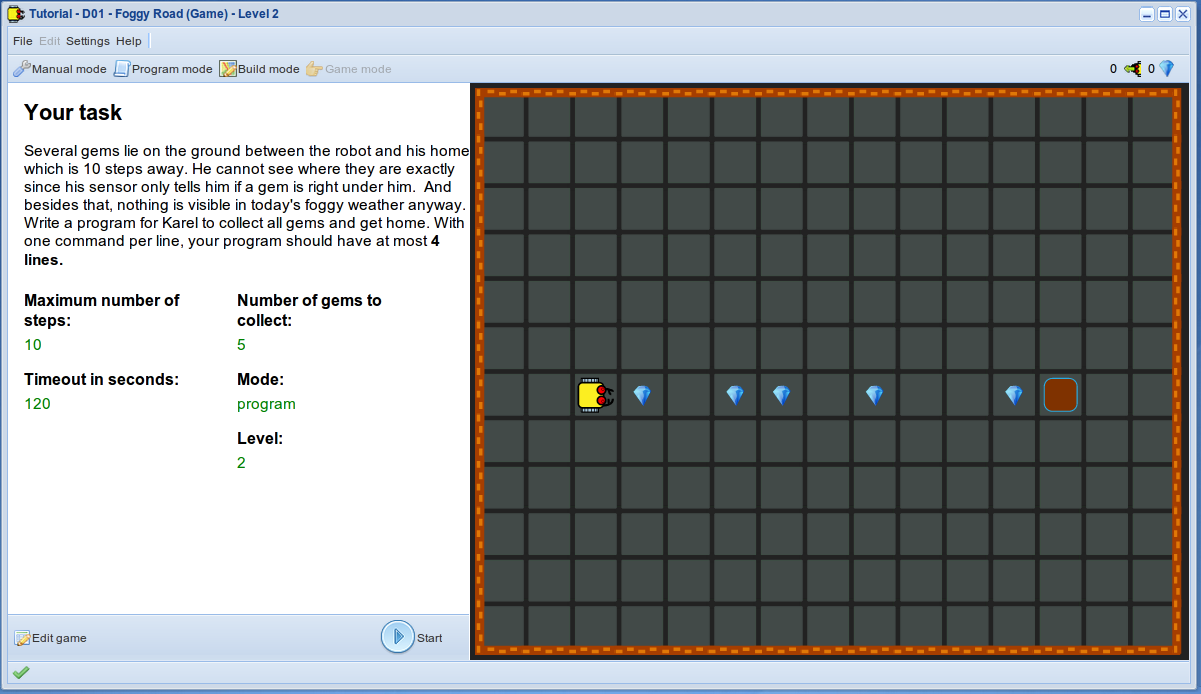 Tutorial - D01 - Foggy Road (Game) - Level 2
File Edit Settings Help
Manual mode Program mode Build mode Game mode 0 0
Your task
Several gems lie on the ground between the robot and his home
which is 10 steps away. He cannot see where they are exactly
since his sensor only tells him if a gem is right under him. And
besides that, nothing is visible in today's foggy weather anyway.
Write a program for Karel to collect all gems and get home. With
one command per line, your program should have at most 4
lines.
Maximum number of
steps:
10
Number of gems to
collect:
5
Timeout in seconds:
120
Mode:
program
Level:
2
Edit game Start